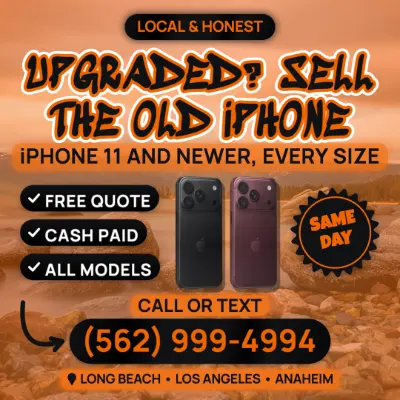 LOCAL & HONEST
UPGRADED? SELL
THE OLD iPHONE
iPHONE 11 AND NEWER, EVERY SIZE
FREE QUOTE
CASH PAID
ALL MODELS
SAME
DAY
CALL OR TEXT
(562) 999-4994
LONG BEACH • LOS ANGELES • ANAHEIM